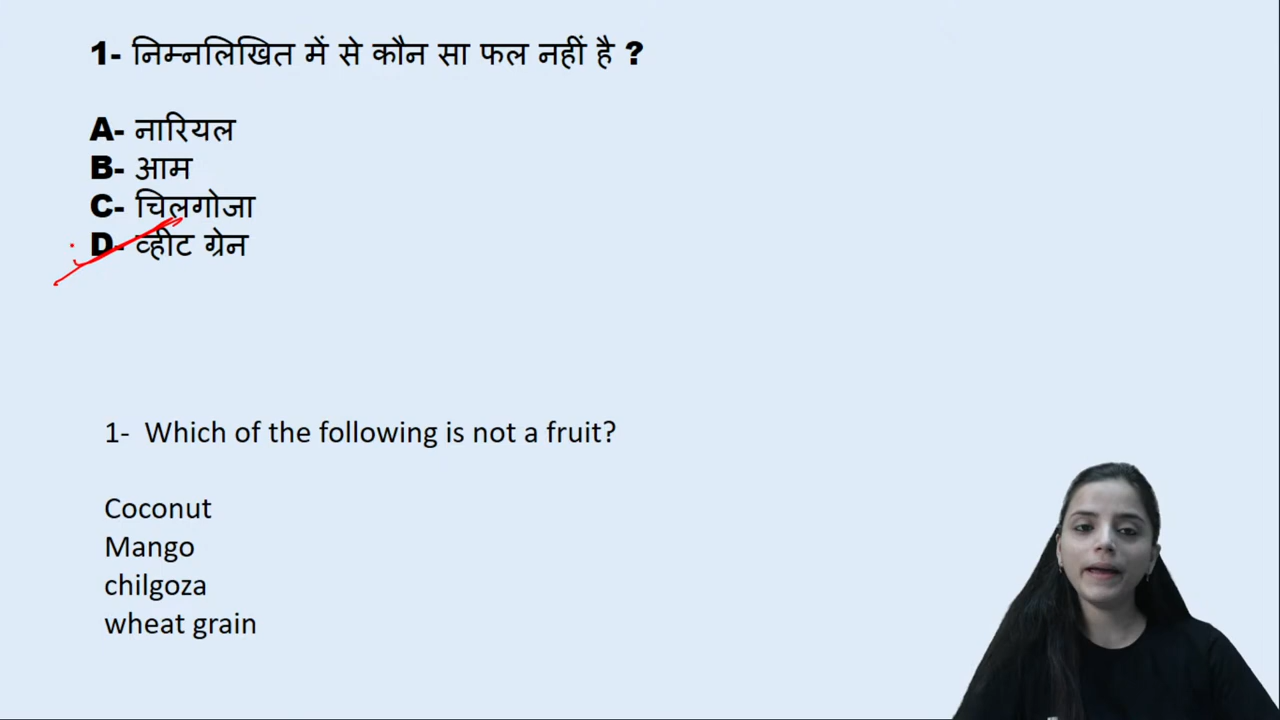 1- निम्नलिखित में से कौन सा फल नहीं है ?
A- नारियल
B- आम
C- चिलगोजा
D- व्हीट ग्रेन
1- Which of the following is not a fruit?
Coconut
Mango
chilgoza
wheat grain